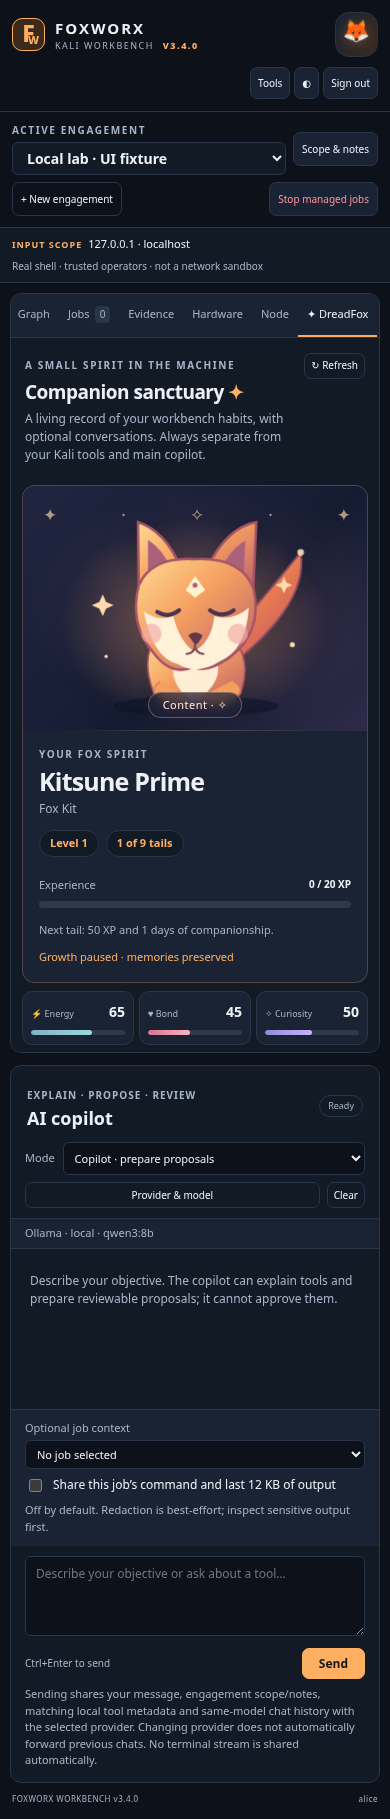 FW
FOXWORX
KALI WORKBENCH V3.4.0
Tools
Sign out
ACTIVE ENGAGEMENT
Local lab · UI fixture
Scope & notes
+ New engagement
Stop managed jobs
INPUT SCOPE 127.0.0.1 · localhost
Real shell · trusted operators · not a network sandbox
Graph Jobs 0 Evidence Hardware Node ✦ DreadFox
A SMALL SPIRIT IN THE MACHINE
↻ Refresh
Companion sanctuary ✦
A living record of your workbench habits, with
optional conversations. Always separate from
your Kali tools and main copilot.
Content · ✧
YOUR FOX SPIRIT
Kitsune Prime
Fox Kit
Level 1
1 of 9 tails
Experience 0 / 20 XP
Next tail: 50 XP and 1 days of companionship.
Growth paused · memories preserved
⚡ Energy 65
♥ Bond 45
✧ Curiosity 50
EXPLAIN · PROPOSE · REVIEW
AI copilot
Ready
Mode Copilot · prepare proposals
Provider & model
Clear
Ollama · local · qwen3:8b
Describe your objective. The copilot can explain tools and
prepare reviewable proposals; it cannot approve them.
Optional job context
No job selected
Share this job’s command and last 12 KB of output
Off by default. Redaction is best-effort; inspect sensitive output
first.
Describe your objective or ask about a tool…
Ctrl+Enter to send
Send
Sending shares your message, engagement scope/notes,
matching local tool metadata and same-model chat history with
the selected provider. Changing provider does not automatically
forward previous chats. No terminal stream is shared
automatically.
FOXWORX WORKBENCH v3.4.0 alice